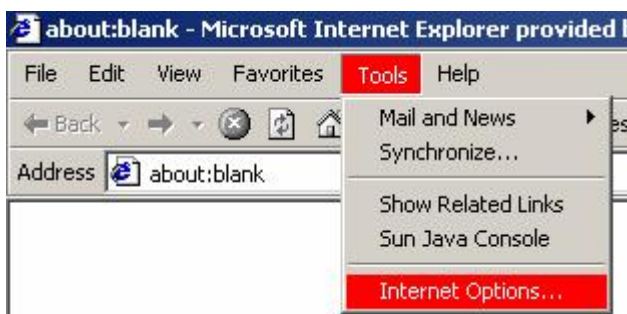 about:blank - Microsoft Internet Explorer provided
File Edit View Favorites Tools Help
Back
Mail and News
Synchronize...
Address about:blank
Show Related Links
Sun Java Console
Internet Options...